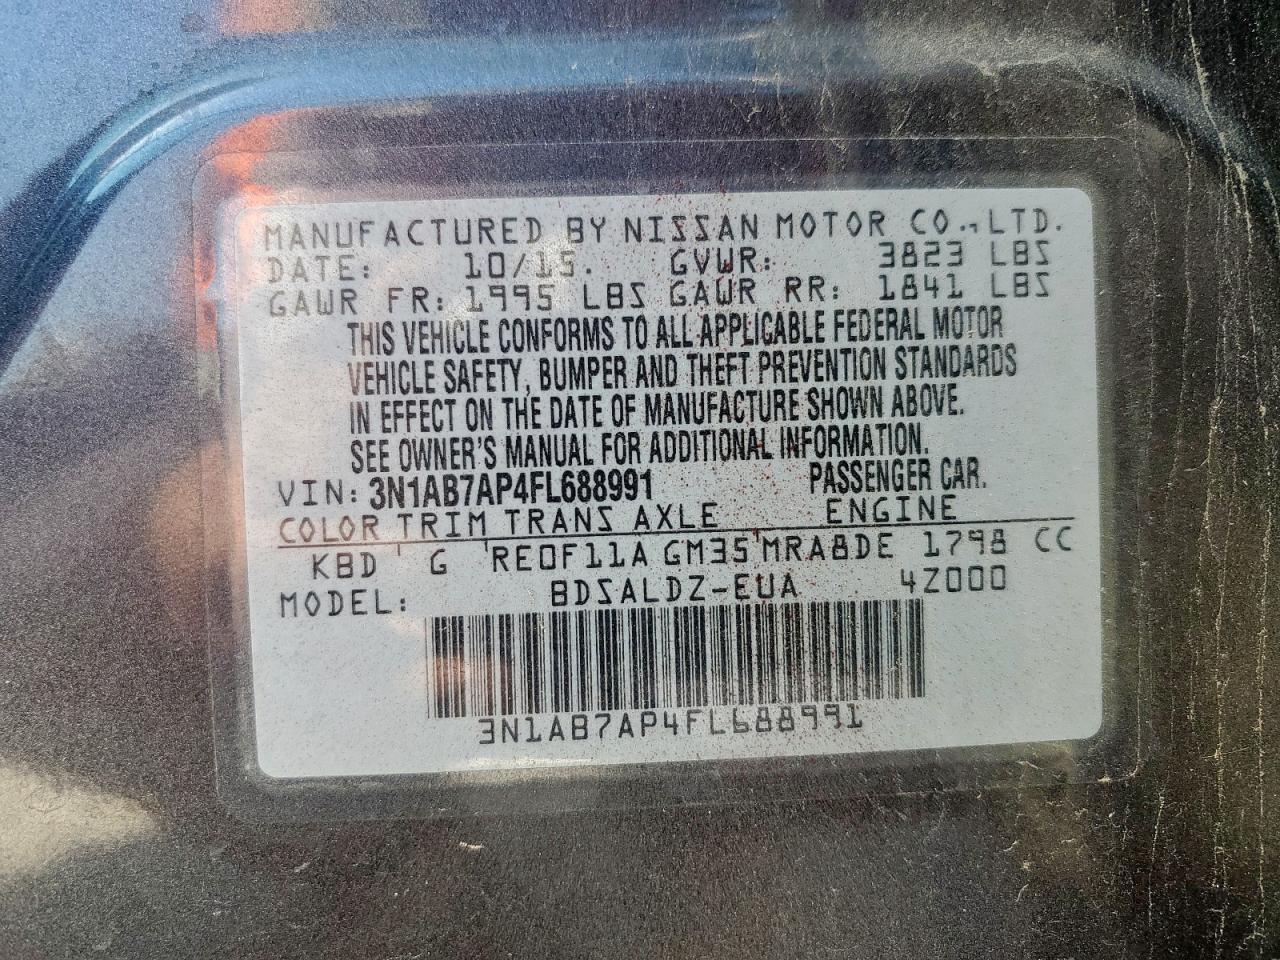 MANUFACTURED BY NISSAN MOTOR CO., LTD.
DATE: 10/15. GVWR: 3823 LBS
GAWR FR: 1995 LBS GAWR RR: 1841 LBS
THIS VEHICLE CONFORMS TO ALL APPLICABLE FEDERAL MOTOR
VEHICLE SAFETY, BUMPER AND THEFT PREVENTION STANDARDS
IN EFFECT ON THE DATE OF MANUFACTURE SHOWN ABOVE.
SEE OWNER'S MANUAL FOR ADDITIONAL INFORMATION.
VIN: 3N1AB7AP4FL688991 PASSENGER CAR.
COLOR TRIM TRANS AXLE ENGINE
KBD G RE0F11A GM35 MRA8DE 1798 CC
MODEL: BDSALDZ-EUA 4Z000
3N1AB7AP4FL688991